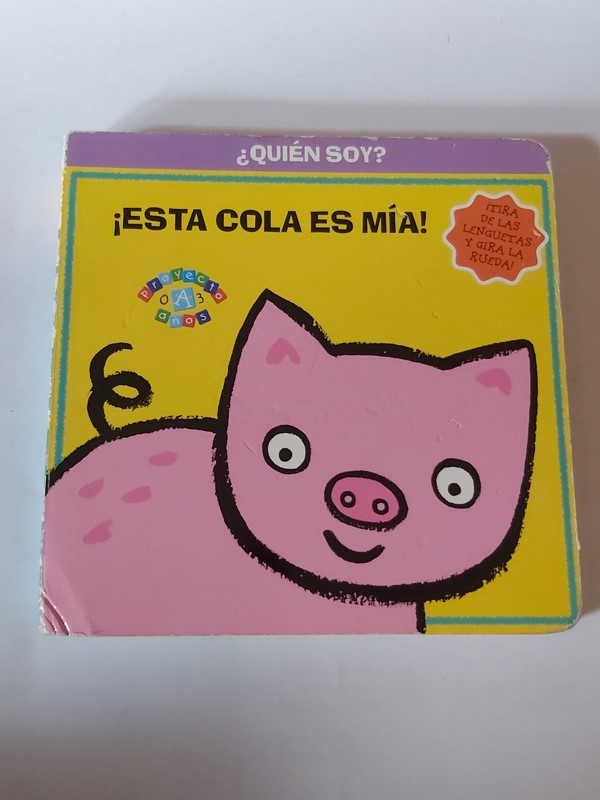 ¿QUIÉN SOY?
¡ESTA COLA ES MÍA!
¡TIRA
DE LAS
LENGÜETAS
Y GIRA LA
RUEDA!
Proyecto
0 A 3
años